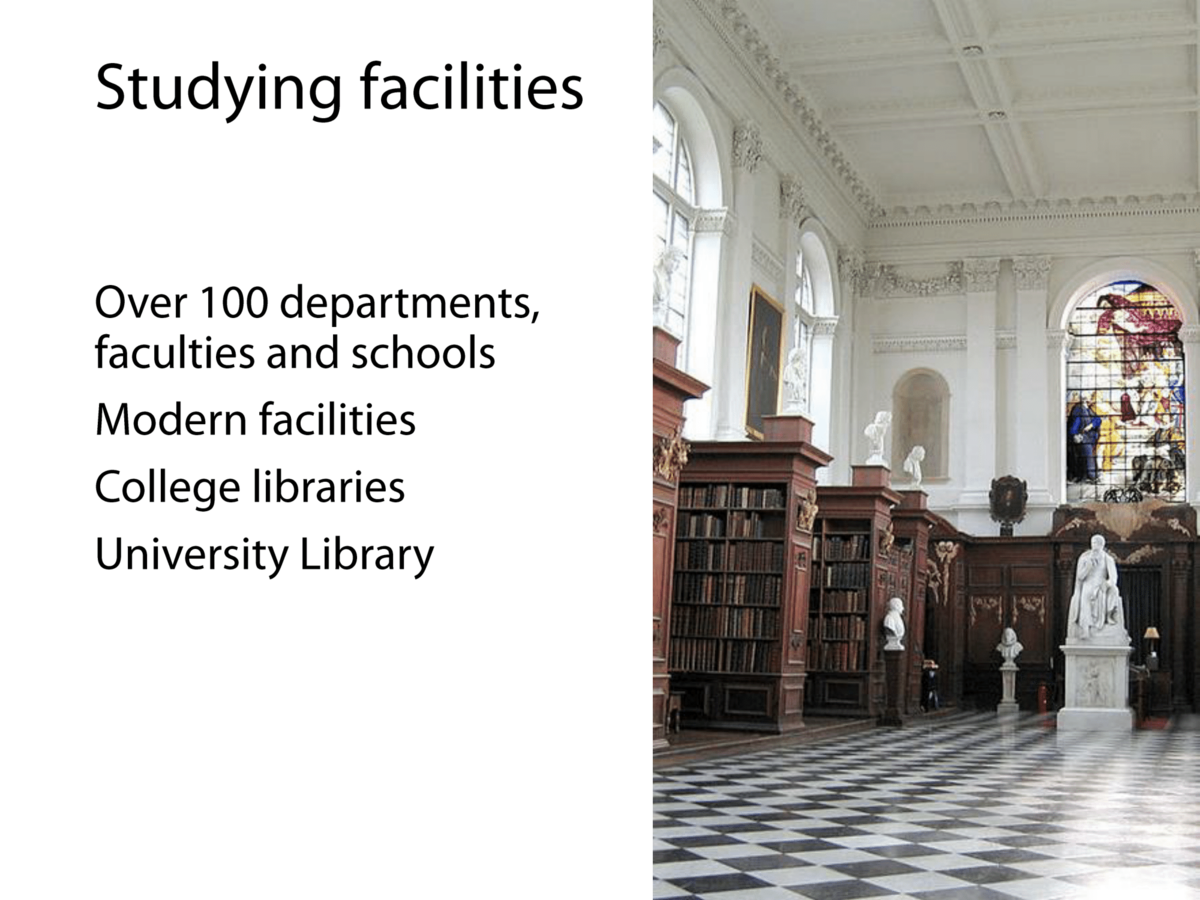 Studying facilities
Over 100 departments,
faculties and schools
Modern facilities
College libraries
University Library